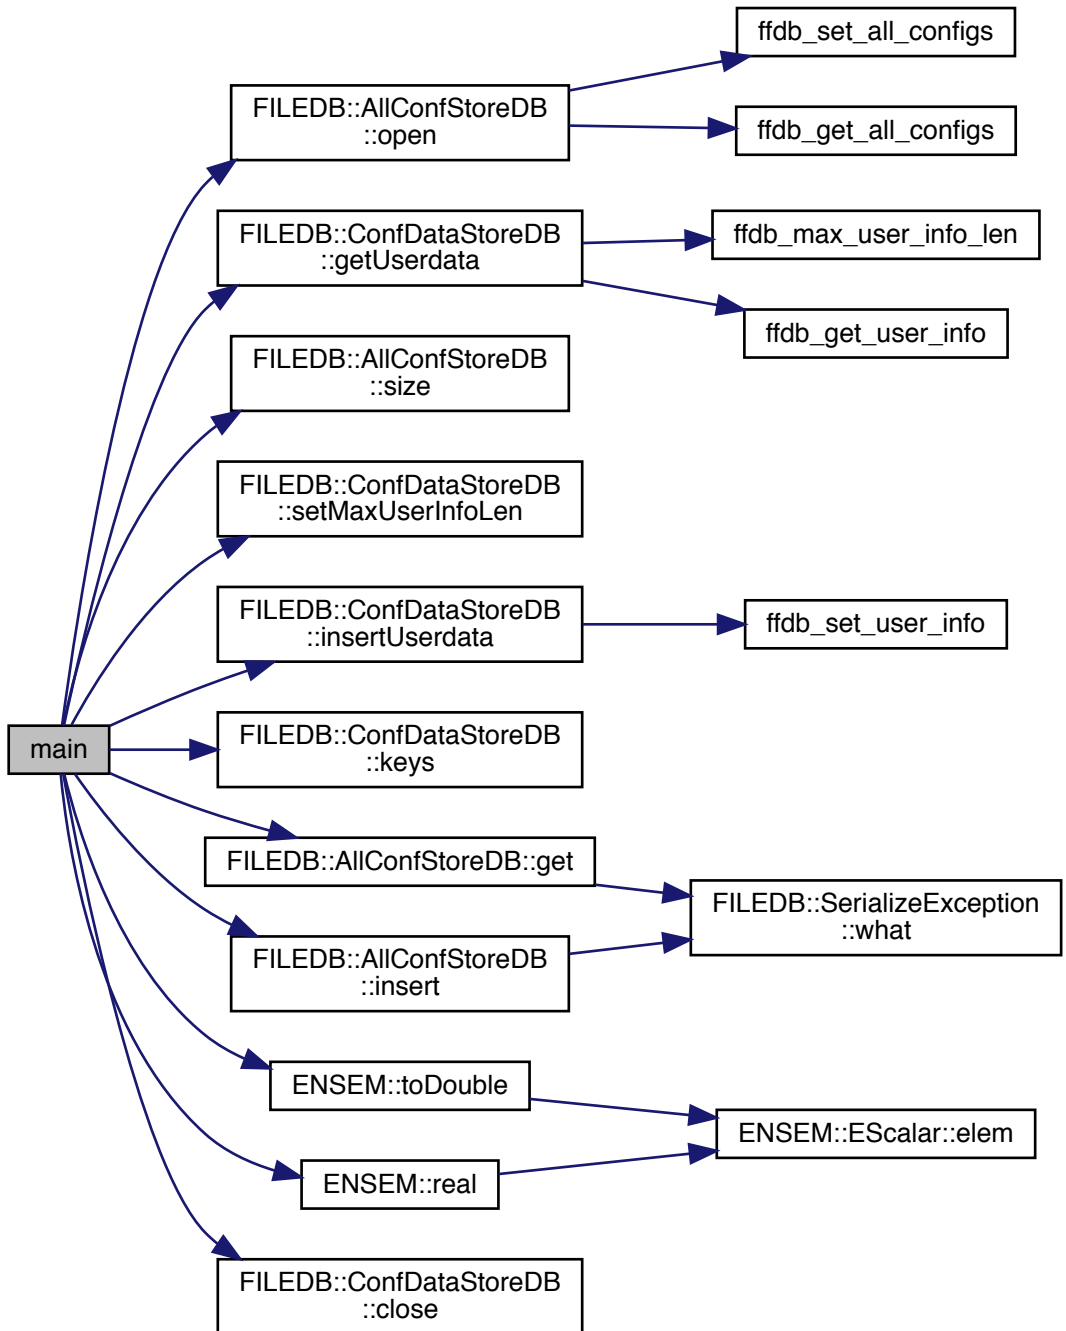 ffdb_set_all_configs
FILEDB::AllConfStoreDB
::open
ffdb_get_all_configs
FILEDB::ConfDataStoreDB
::getUserdata
ffdb_max_user_info_len
ffdb_get_user_info
FILEDB::AllConfStoreDB
::size
FILEDB::ConfDataStoreDB
::setMaxUserInfoLen
FILEDB::ConfDataStoreDB
::insertUserdata
ffdb_set_user_info
main
FILEDB::ConfDataStoreDB
::keys
FILEDB::AllConfStoreDB::get
FILEDB::SerializeException
::what
FILEDB::AllConfStoreDB
::insert
ENSEM::toDouble
ENSEM::EScalar::elem
ENSEM::real
FILEDB::ConfDataStoreDB
::close